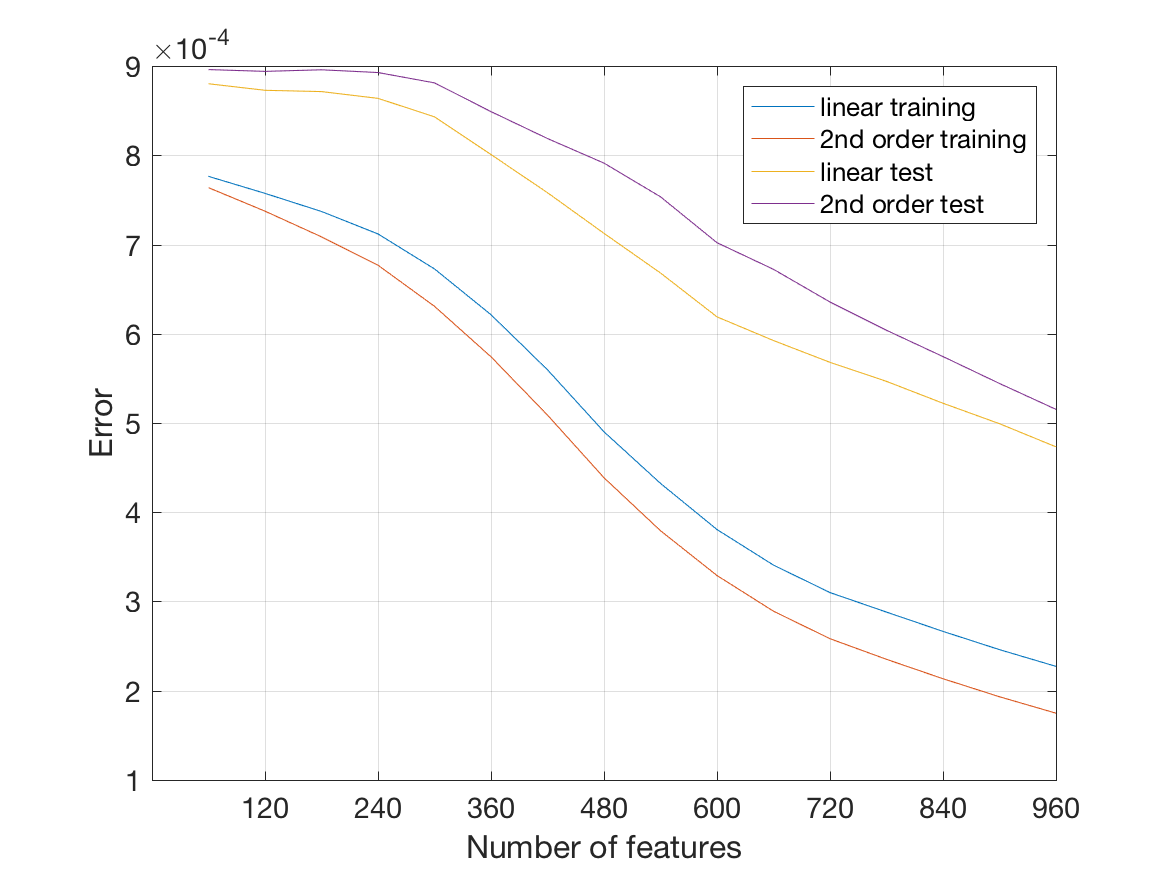 ×10-4
9
8
7
6
5
4
3
2
1
Error
linear training
2nd order training
linear test
2nd order test
120 240 360 480 600 720 840 960
Number of features